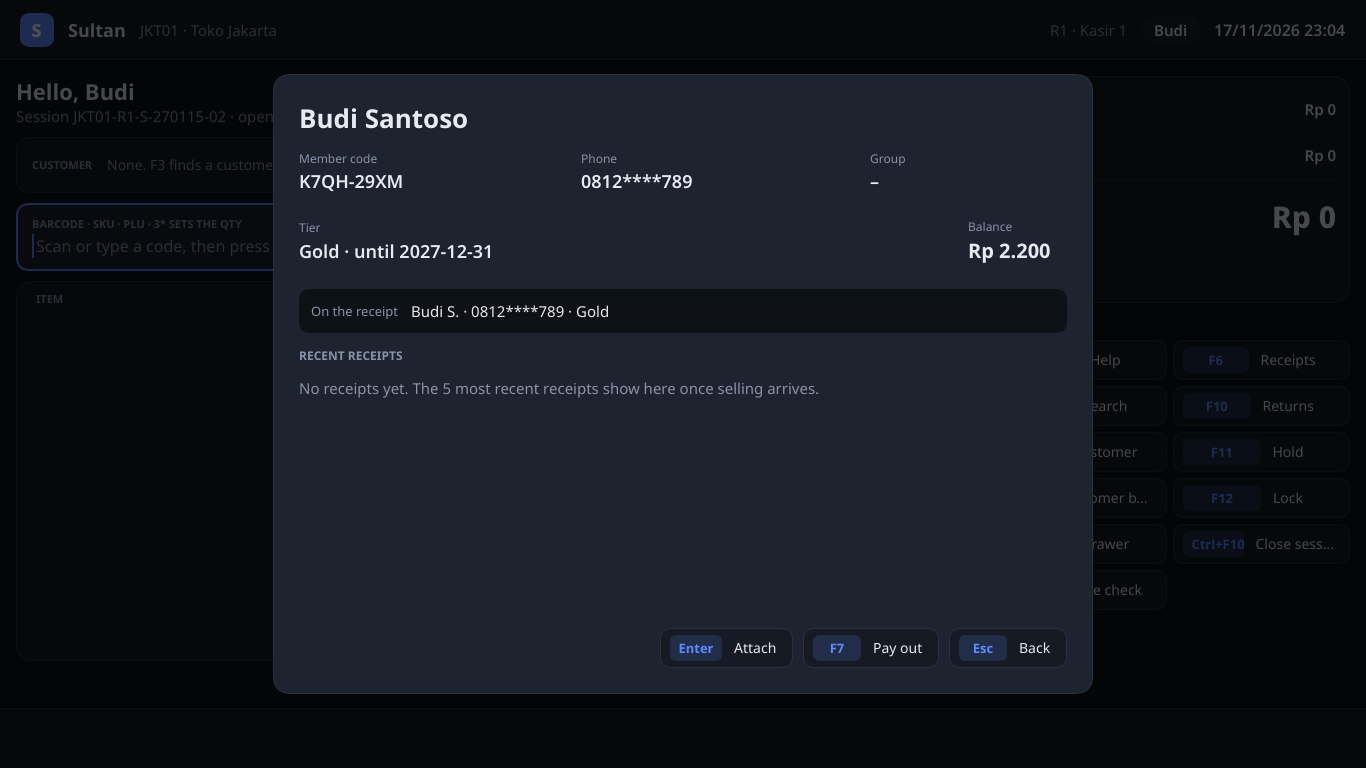 S Sultan JKT01 · Toko Jakarta R1 · Kasir 1 Budi 17/11/2026 23:04
Hello, Budi
Session JKT01-R1-S-270115-02 · open
CUSTOMER None. F3 finds a custome
BARCODE · SKU · PLU · 3* SETS THE QTY
Scan or type a code, then press
ITEM
Budi Santoso
Member code Phone Group
K7QH-29XM 0812****789 –
Tier Balance
Gold · until 2027-12-31 Rp 2.200
On the receipt Budi S. · 0812****789 · Gold
RECENT RECEIPTS
No receipts yet. The 5 most recent receipts show here once selling arrives.
Enter Attach F7 Pay out Esc Back
Rp 0
Rp 0
Rp 0
Help F6 Receipts
earch F10 Returns
stomer F11 Hold
omer b... F12 Lock
rawer Ctrl+F10 Close sess...
e check